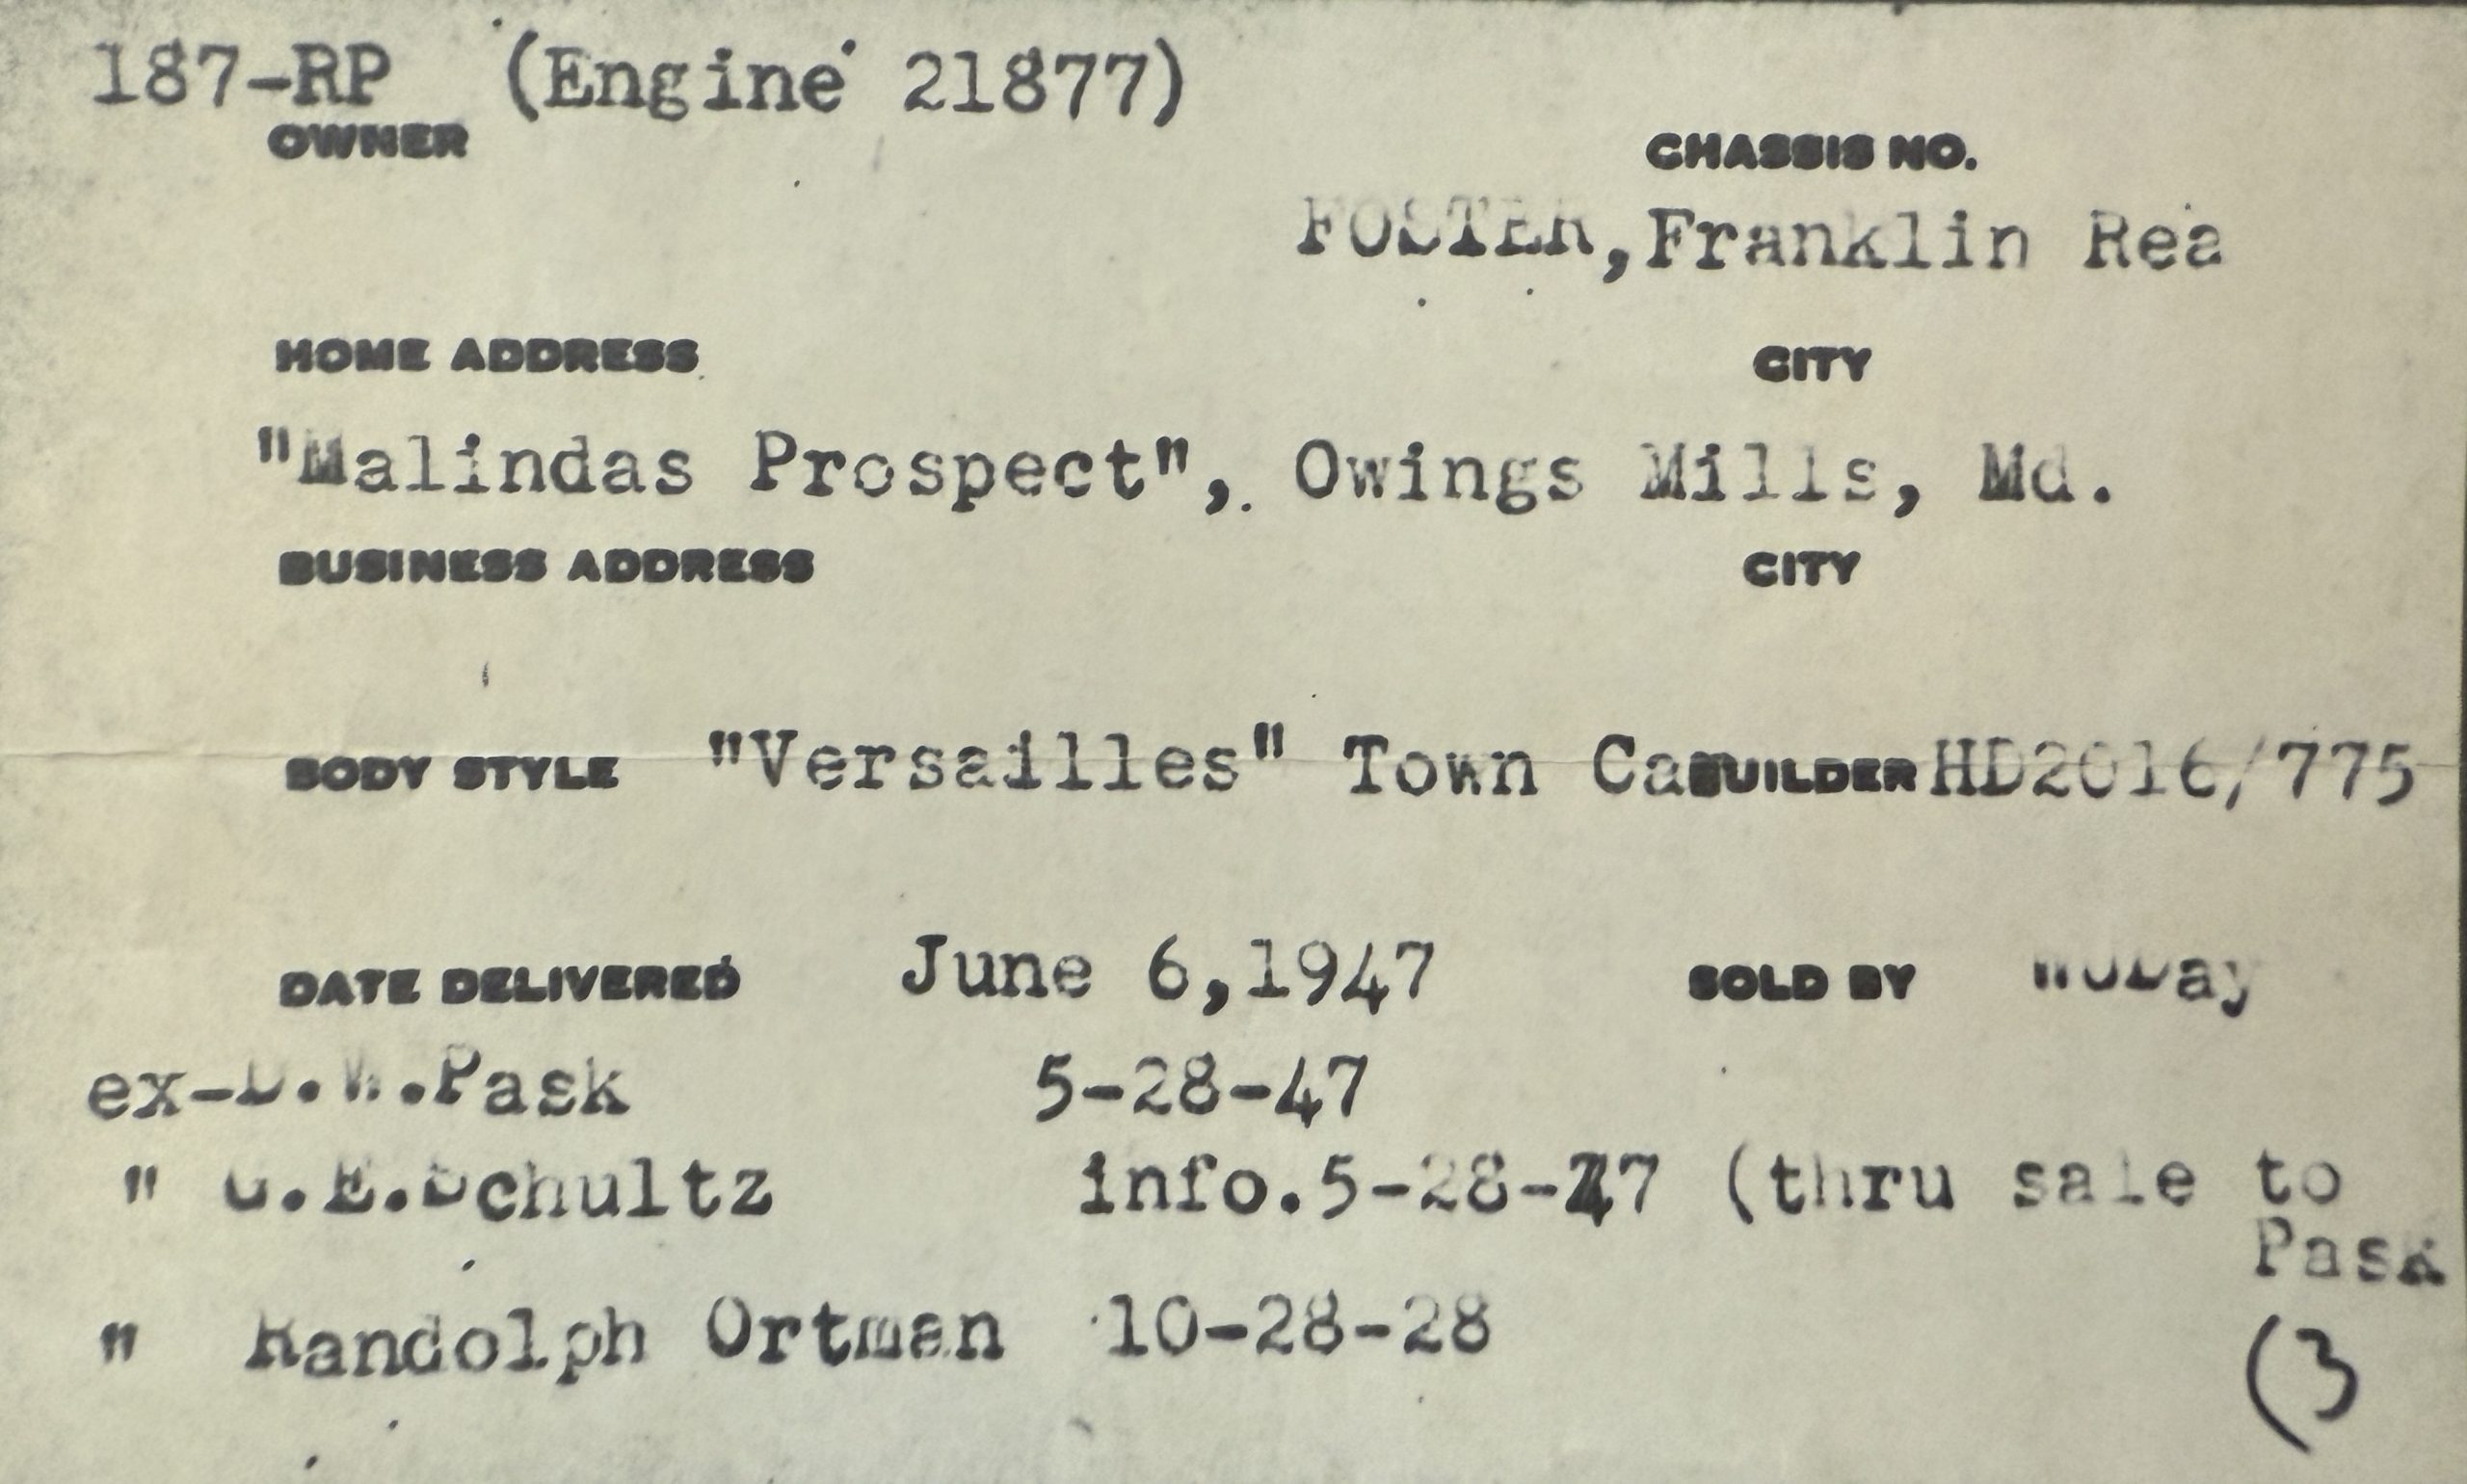 187-RP (Engine 21877)
OWNER CHASSIS NO.
FOSTER, Franklin Rea
HOME ADDRESS CITY
"Malindas Prospect", Owings Mills, Md.
BUSINESS ADDRESS CITY
BODY STYLE "Versailles" Town Ca BUILDER HD2016/775
DATE DELIVERED June 6,1947 SOLD BY
ex- Pask 5-28-47
" Schultz info.5-28-47 (thru sale to
Pask
" Randolph Ortman 10-28-28
(3